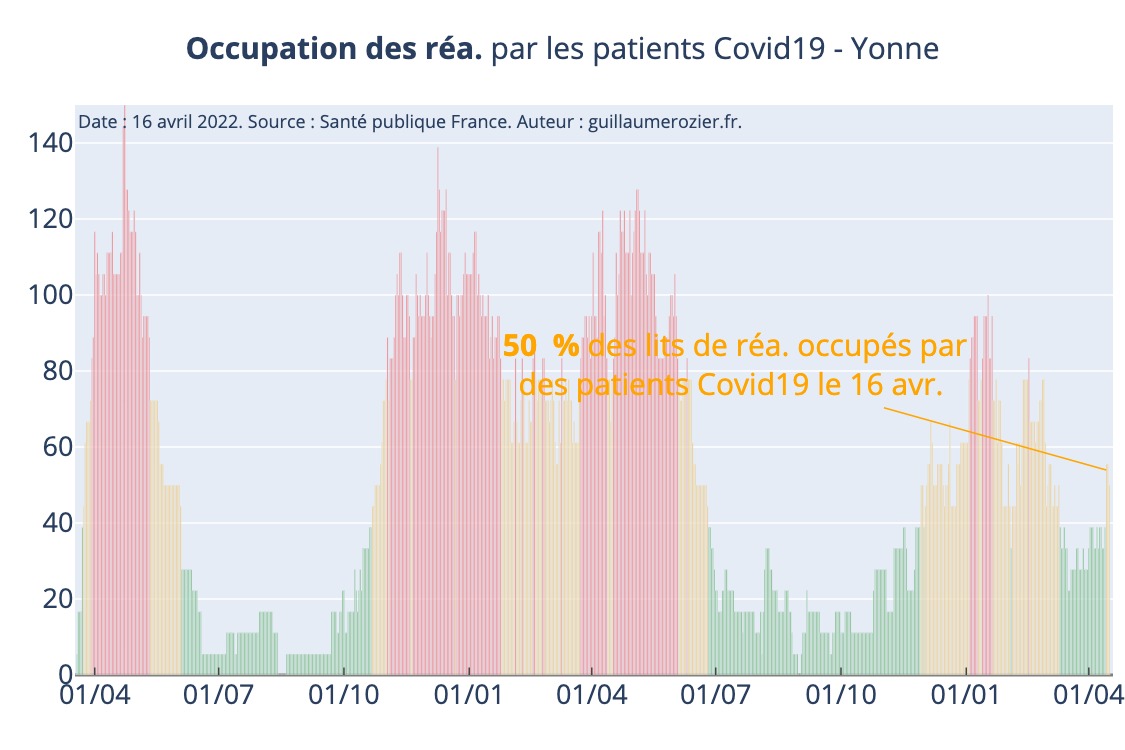 Occupation des réa. par les patients Covid19 - Yonne
Date : 16 avril 2022. Source : Santé publique France. Auteur : guillaumerozier.fr.
140
120
100
80
60
40
20
0
50 % des lits de réa. occupés par
des patients Covid19 le 16 avr.
01/04 01/07 01/10 01/01 01/04 01/07 01/10 01/01 01/04